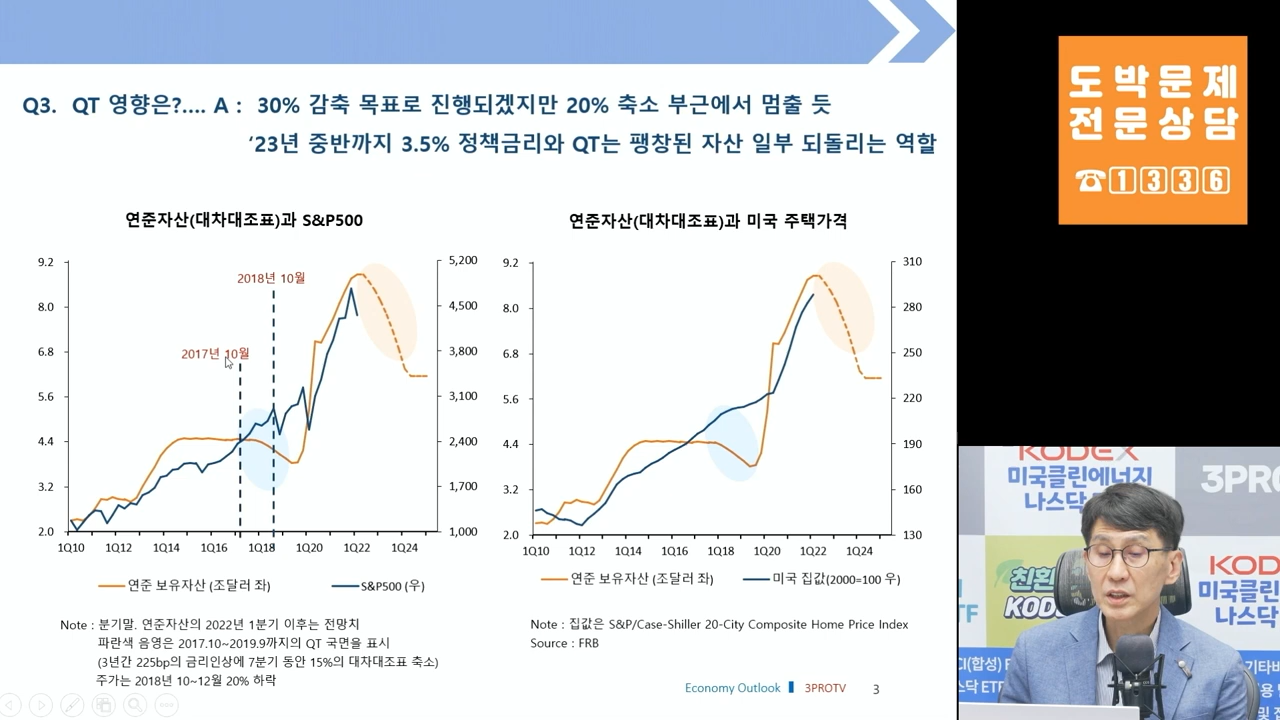 Q3. QT 영향은?.... A : 30% 감축 목표로 진행되겠지만 20% 축소 부근에서 멈출 듯
‘23년 중반까지 3.5% 정책금리와 QT는 팽창된 자산 일부 되돌리는 역할
연준자산(대차대조표)과 S&P500
9.2
8.0
6.8
5.6
4.4
3.2
2.0
5,200
4,500
3,800
3,100
2,400
1,700
1,000
2018년 10월
2017년 10월
1Q10 1Q12 1Q14 1Q16 1Q18 1Q20 1Q22 1Q24
연준 보유자산 (조달러 좌) S&P500 (우)
Note : 분기말. 연준자산의 2022년 1분기 이후는 전망치
파란색 음영은 2017.10~2019.9까지의 QT 국면을 표시
(3년간 225bp의 금리인상에 7분기 동안 15%의 대차대조표 축소)
주가는 2018년 10~12월 20% 하락
연준자산(대차대조표)과 미국 주택가격
9.2
8.0
6.8
5.6
4.4
3.2
2.0
310
280
250
220
190
160
130
1Q10 1Q12 1Q14 1Q16 1Q18 1Q20 1Q22 1Q24
연준 보유자산 (조달러 좌) 미국 집값(2000=100 우)
Note : 집값은 S&P/Case-Shiller 20-City Composite Home Price Index
Source : FRB
Economy Outlook 3PROTV 3
도박문제
전문상담
☎1336
KODEX
미국클린에너지
나스닥
3PRO
친환
KODE
KOD
미국클린
나스닥
TF
CI(합성)
스닥 ETF
기타바